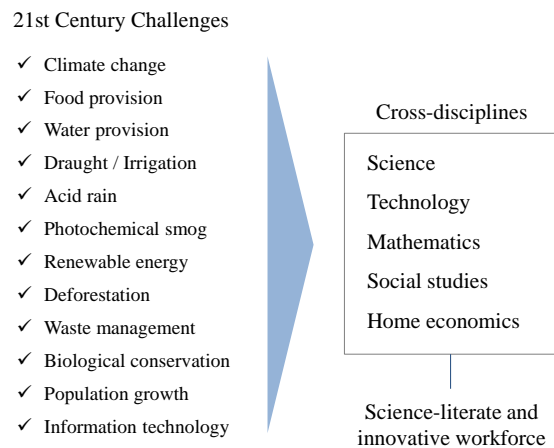 21st Century Challenges
✓ Climate change
✓ Food provision
✓ Water provision
✓ Draught / Irrigation
✓ Acid rain
✓ Photochemical smog
✓ Renewable energy
✓ Deforestation
✓ Waste management
✓ Biological conservation
✓ Population growth
✓ Information technology
Cross-disciplines
Science
Technology
Mathematics
Social studies
Home economics
Science-literate and
innovative workforce